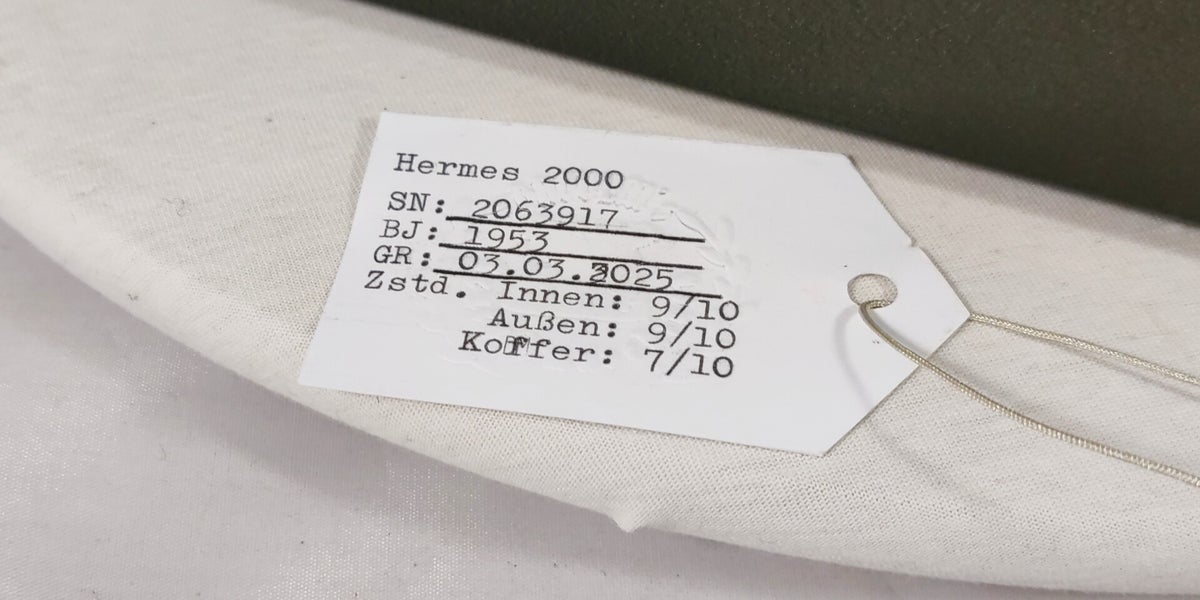 Hermes 2000
SN: 2063917
BJ: 1953
GR: 03.03.2025
Zstd. Innen: 9/10
Außen: 9/10
Koffer: 7/10